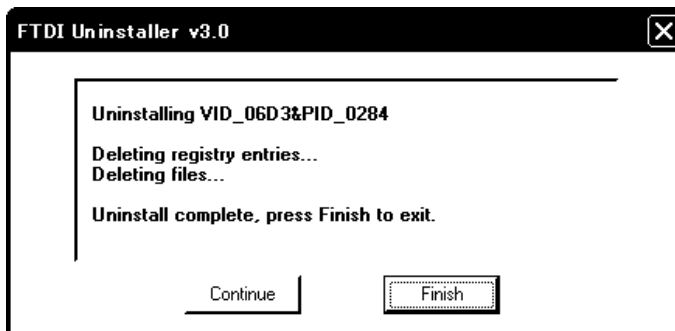 FTDI Uninstaller v3.0
Uninstalling VID_06D3&PID_0284
Deleting registry entries...
Deleting files...
Uninstall complete, press Finish to exit.
Continue
Finish